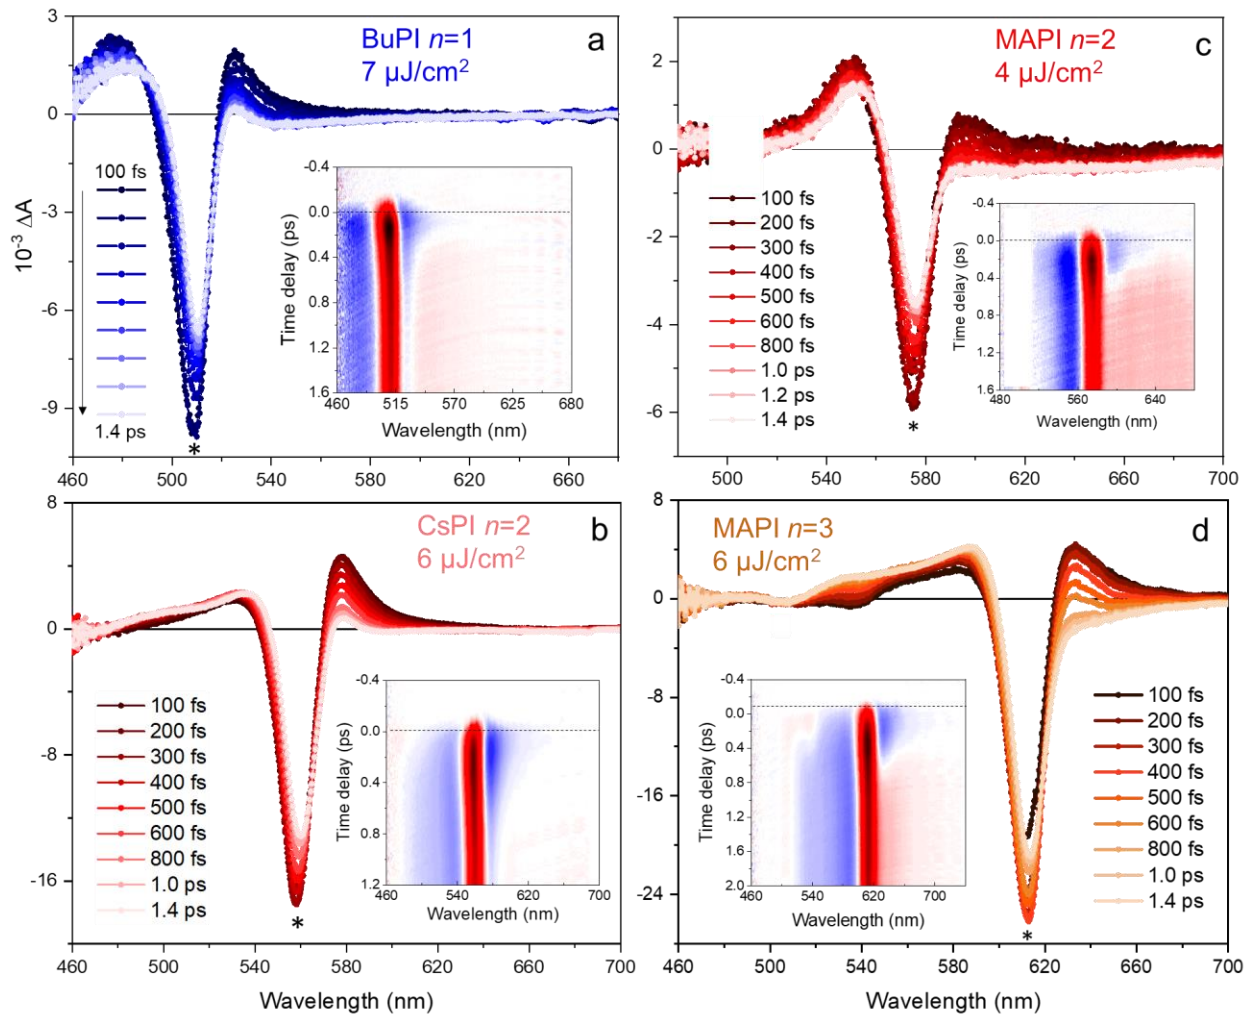 BuPI n=1
7 µJ/cm²
a
10⁻³ ΔA
3
0
-3
-6
-9
100 fs
1.4 ps
*
460 500 540 580 620 660
Time delay (ps)
-0.4
0.0
0.4
0.8
1.2
1.6
460 515 570 625 680
Wavelength (nm)
MAPI n=2
4 µJ/cm²
c
2
0
-2
-4
-6
100 fs
200 fs
300 fs
400 fs
500 fs
600 fs
800 fs
1.0 ps
1.2 ps
1.4 ps
*
500 540 580 620 660 700
Time delay (ps)
-0.4
0.0
0.4
0.8
1.2
1.6
480 560 640
Wavelength (nm)
CsPI n=2
6 µJ/cm²
b
8
0
-8
-16
100 fs
200 fs
300 fs
400 fs
500 fs
600 fs
800 fs
1.0 ps
1.4 ps
*
460 500 540 580 620 660 700
Wavelength (nm)
Time delay (ps)
-0.4
0.0
0.4
0.8
1.2
460 540 620 700
Wavelength (nm)
MAPI n=3
6 µJ/cm²
d
8
0
-8
-16
-24
100 fs
200 fs
300 fs
400 fs
500 fs
600 fs
800 fs
1.0 ps
1.4 ps
*
460 500 540 580 620 660 700
Wavelength (nm)
Time delay (ps)
-0.4
0.0
0.4
0.8
1.2
1.6
2.0
460 540 620 700
Wavelength (nm)